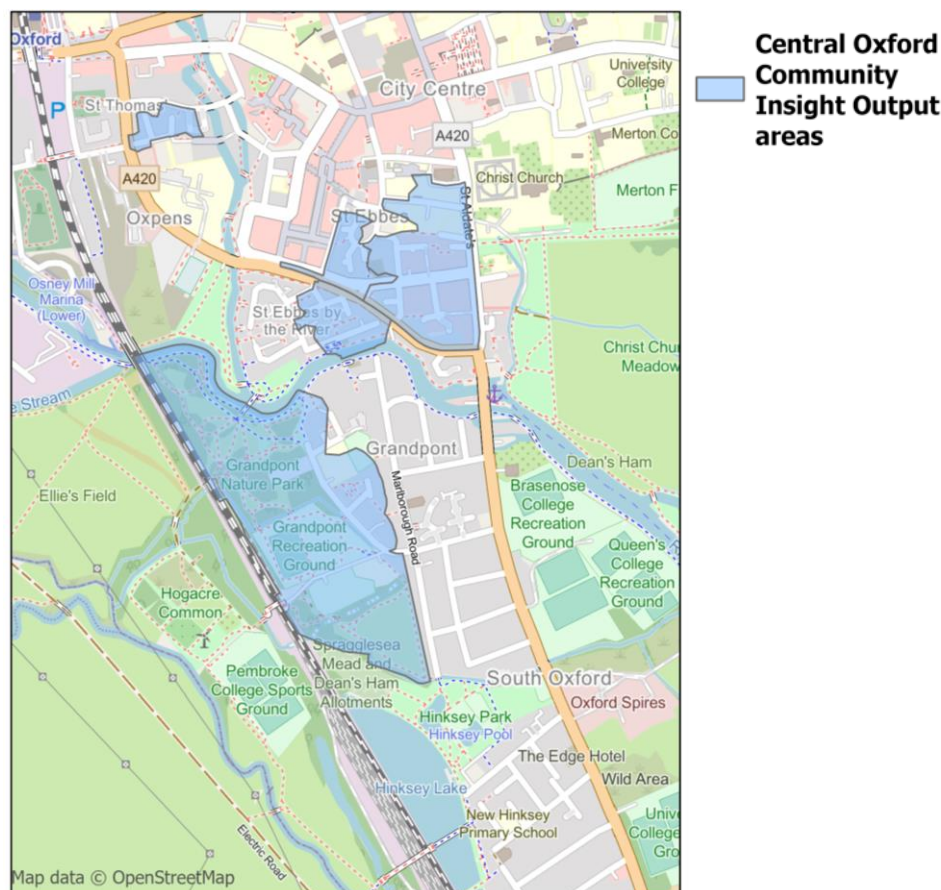 Central Oxford
Community
Insight Output
areas
Oxford
University
College
City Centre
P
St Thomas
A420
Merton Co
Christ Church
A420
Merton F
St Aldate's
Oxpens
St Ebbes
Osney Mill
Marina
(Lower)
St Ebbes by
the River
Christ Chu
Meadow
e Stream
Grandpont
Dean's Ham
Grandpont
Nature Park
Ellie's Field
Marlborough Road
Brasenose
College
Recreation
Ground
Grandpont
Recreation
Ground
Queen's
College
Recreation
Ground
Hogacre
Common
Spragglesea
Mead and
Dean's Ham
Allotments
Pembroke
College Sports
Ground
South Oxford
Oxford Spires
Hinksey Park
Hinksey Pool
The Edge Hotel
Wild Area
Hinksey Lake
New Hinksey
Primary School
Univ
College
Gro
Electric Road
Map data © OpenStreetMap